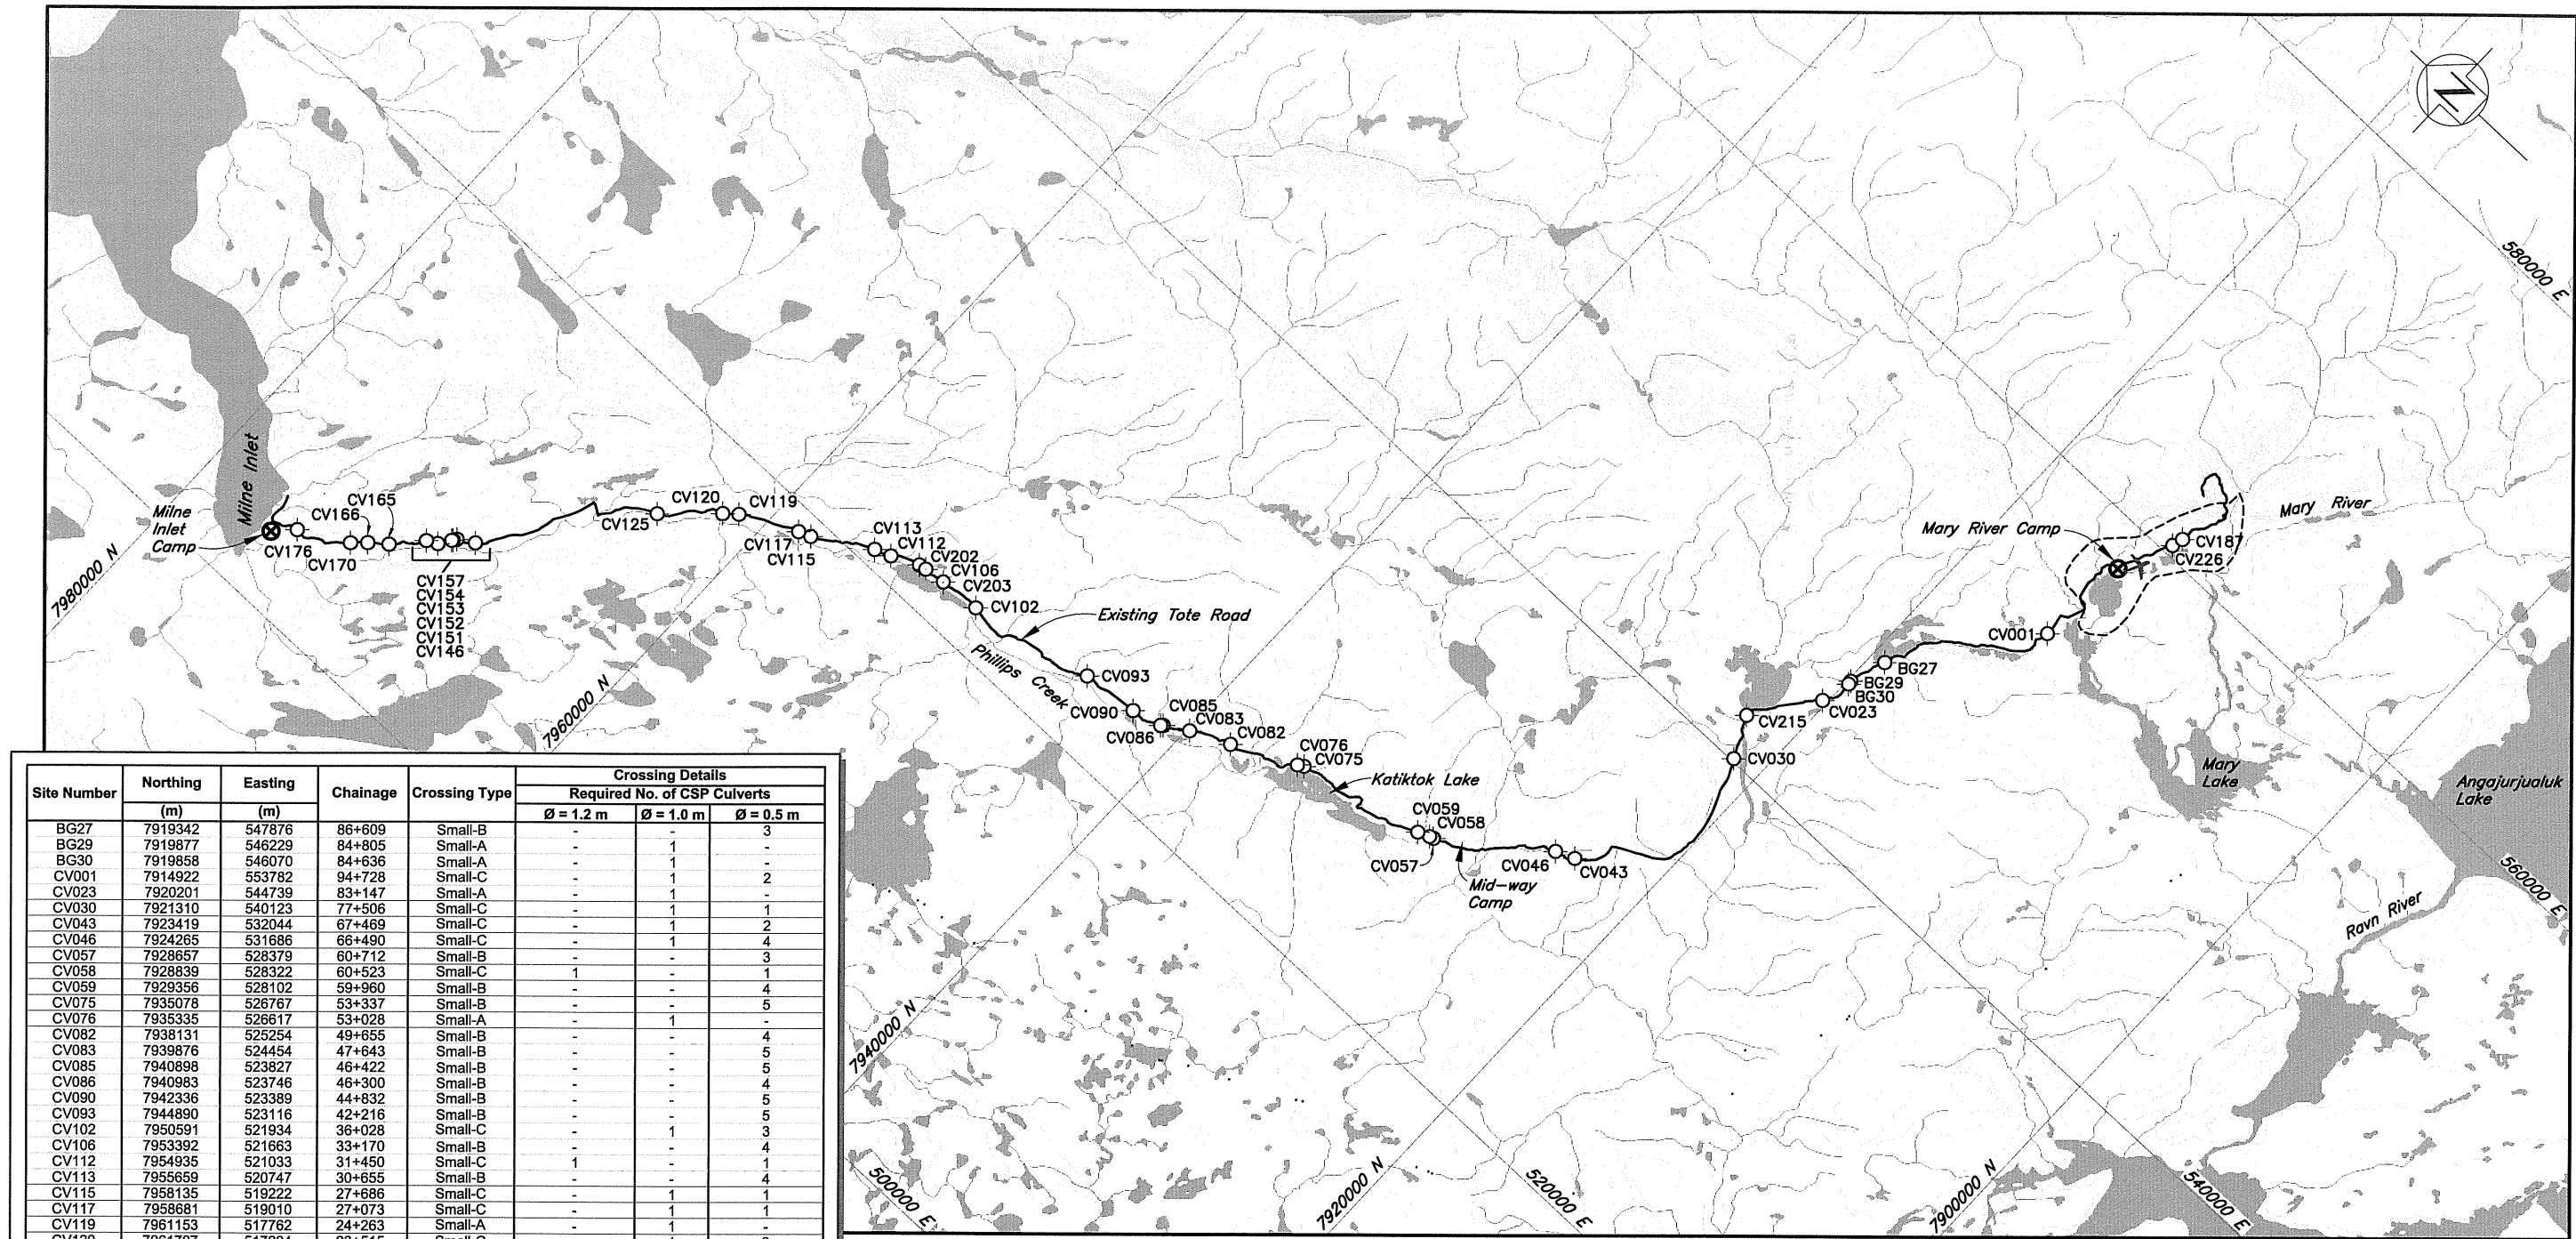 N
580000 E
Milne Inlet
CV165
CV166
Milne
Inlet
Camp
CV176
CV170
CV157
CV154
CV153
CV152
CV151
CV146
CV120
CV119
CV125
CV117
CV115
CV113
CV112
CV202
CV106
CV203
CV102
Existing Tote Road
Phillips Creek
CV093
CV090
CV085
CV083
CV086
CV082
CV076
CV075
Katiktok Lake
CV059
CV058
CV057
Mid-way
Camp
CV046
CV043
CV030
CV215
CV023
BG30
BG29
BG27
CV001
Mary River Camp
Mary River
CV187
CV226
Mary
Lake
Angajurjualuk
Lake
560000 E
Ravn River
7980000 N
7960000 N
7940000 N
500000 E
7920000 N
520000 E
7900000 N
540000 E
Site Number Northing Easting Chainage Crossing Type Crossing Details
Required No. of CSP Culverts
(m) (m) Ø = 1.2 m Ø = 1.0 m Ø = 0.5 m
BG27 7919342 547876 86+609 Small-B - - 3
BG29 7919877 546229 84+805 Small-A - 1 -
BG30 7919858 546070 84+636 Small-A - 1 -
CV001 7914922 553782 94+728 Small-C - 1 2
CV023 7920201 544739 83+147 Small-A - 1 -
CV030 7921310 540123 77+506 Small-C - 1 1
CV043 7923419 532044 67+469 Small-C - 1 2
CV046 7924265 531686 66+490 Small-C - 1 4
CV057 7928657 528379 60+712 Small-B - - 3
CV058 7928839 528322 60+523 Small-C 1 - 1
CV059 7929356 528102 59+960 Small-B - - 4
CV075 7935078 526767 53+337 Small-B - - 5
CV076 7935335 526617 53+028 Small-A - 1 -
CV082 7938131 525254 49+655 Small-B - - 4
CV083 7939876 524454 47+643 Small-B - - 5
CV085 7940898 523827 46+422 Small-B - - 5
CV086 7940983 523746 46+300 Small-B - - 4
CV090 7942336 523389 44+832 Small-B - - 5
CV093 7944890 523116 42+216 Small-B - - 5
CV102 7950591 521934 36+028 Small-C - 1 3
CV106 7953392 521663 33+170 Small-B - - 4
CV112 7954935 521033 31+450 Small-C 1 - 1
CV113 7955659 520747 30+655 Small-B - - 4
CV115 7958135 519222 27+686 Small-C - 1 1
CV117 7958681 519010 27+073 Small-C - 1 1
CV119 7961153 517762 24+263 Small-A - 1 -